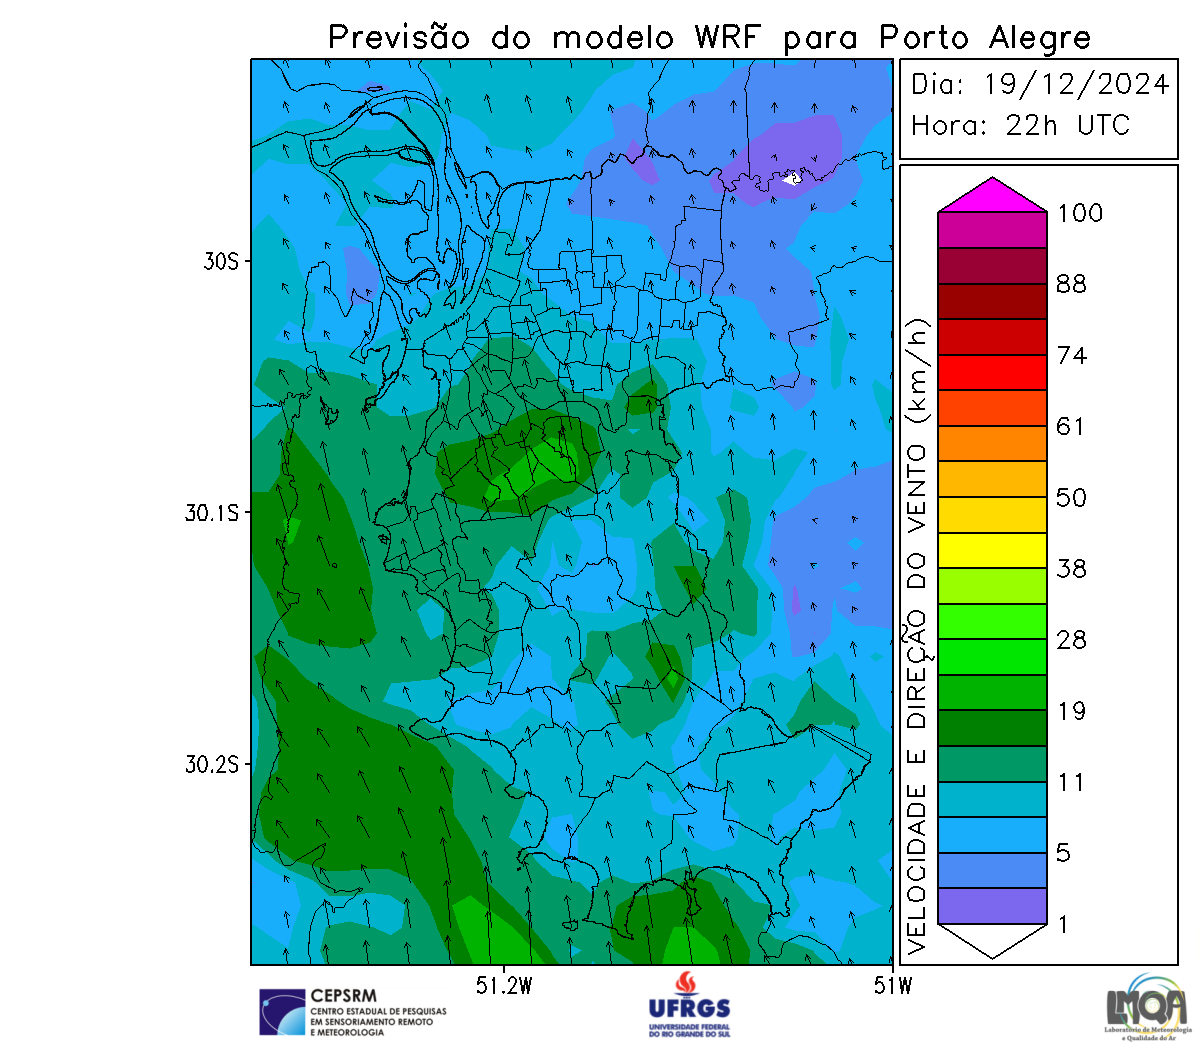 Previsão do modelo WRF para Porto Alegre
Dia: 19/12/2024
Hora: 22h UTC
30S
30.1S
30.2S
51.2W
51W
VELOCIDADE E DIREÇÃO DO VENTO (km/h)
100
88
74
61
50
38
28
19
11
5
1
CEPSRM
CENTRO ESTADUAL DE PESQUISAS
EM SENSORIAMENTO REMOTO
E METEOROLOGIA
UFRGS
UNIVERSIDADE FEDERAL
DO RIO GRANDE DO SUL
LMQA
Laboratório de Meteorologia
e Qualidade do Ar